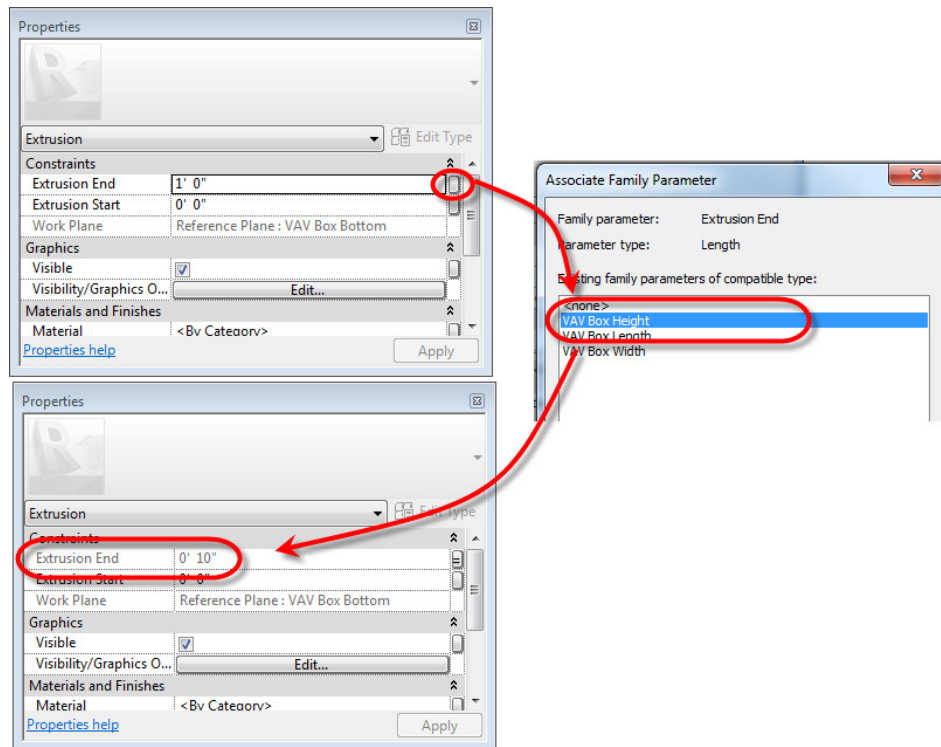 Properties
Extrusion Edit Type
Constraints
Extrusion End 1' 0"
Extrusion Start 0' 0"
Work Plane Reference Plane : VAV Box Bottom
Graphics
Visible
Visibility/Graphics O... Edit...
Materials and Finishes
Material <By Category>
Properties help Apply
Associate Family Parameter
Family parameter: Extrusion End
Parameter type: Length
Existing family parameters of compatible type:
<none>
VAV Box Height
VAV Box Length
VAV Box Width
Properties
Extrusion Edit Type
Constraints
Extrusion End 0' 10"
Extrusion Start 0' 0"
Work Plane Reference Plane : VAV Box Bottom
Graphics
Visible
Visibility/Graphics O... Edit...
Materials and Finishes
Material <By Category>
Properties help Apply